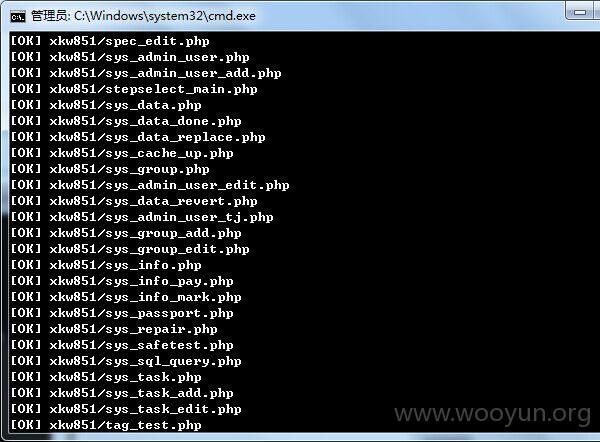 管理员: C:\Windows\system32\cmd.exe
[OK] xkw851/spec_edit.php
[OK] xkw851/sys_admin_user.php
[OK] xkw851/sys_admin_user_add.php
[OK] xkw851/stepselect_main.php
[OK] xkw851/sys_data.php
[OK] xkw851/sys_data_done.php
[OK] xkw851/sys_data_replace.php
[OK] xkw851/sys_cache_up.php
[OK] xkw851/sys_group.php
[OK] xkw851/sys_admin_user_edit.php
[OK] xkw851/sys_data_revert.php
[OK] xkw851/sys_admin_user_tj.php
[OK] xkw851/sys_group_add.php
[OK] xkw851/sys_group_edit.php
[OK] xkw851/sys_info.php
[OK] xkw851/sys_info_pay.php
[OK] xkw851/sys_info_mark.php
[OK] xkw851/sys_passport.php
[OK] xkw851/sys_repair.php
[OK] xkw851/sys_safetest.php
[OK] xkw851/sys_sql_query.php
[OK] xkw851/sys_task.php
[OK] xkw851/sys_task_add.php
[OK] xkw851/sys_task_edit.php
[OK] xkw851/tag_test.php
www.wooyun.org